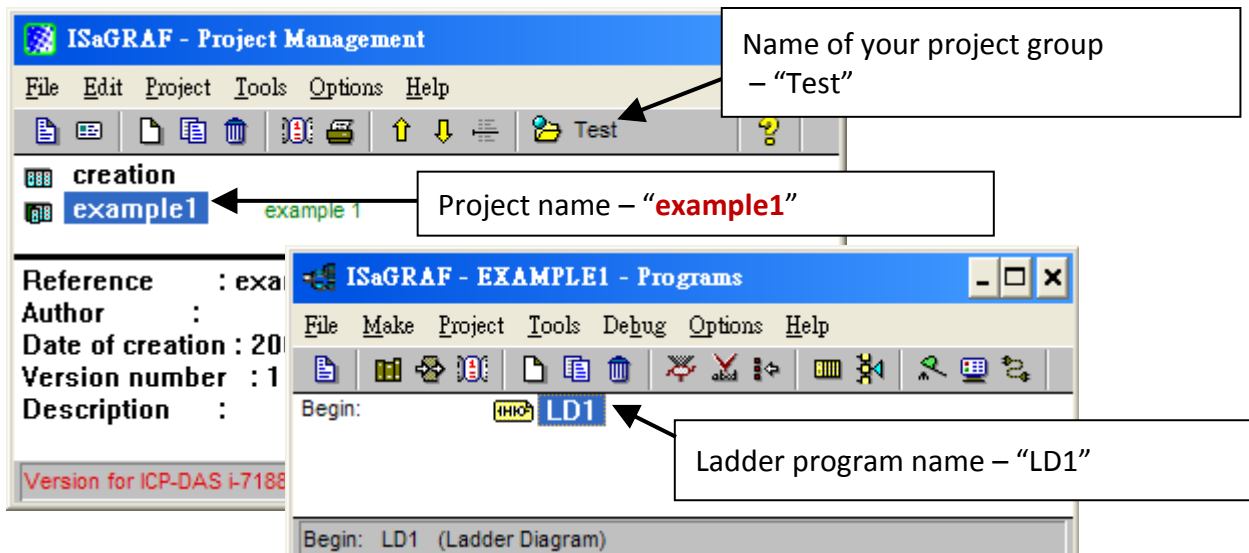 ISaGRAF - Project Management
File Edit Project Tools Options Help
Test
Name of your project group
– “Test”
creation
example1 example 1
Project name – “example1”
Reference : exa
Author :
Date of creation : 20
Version number : 1
Description :
Version for ICP-DAS i-7188
ISaGRAF - EXAMPLE1 - Programs
File Make Project Tools Debug Options Help
Begin: LD1
Ladder program name – “LD1”
Begin: LD1 (Ladder Diagram)